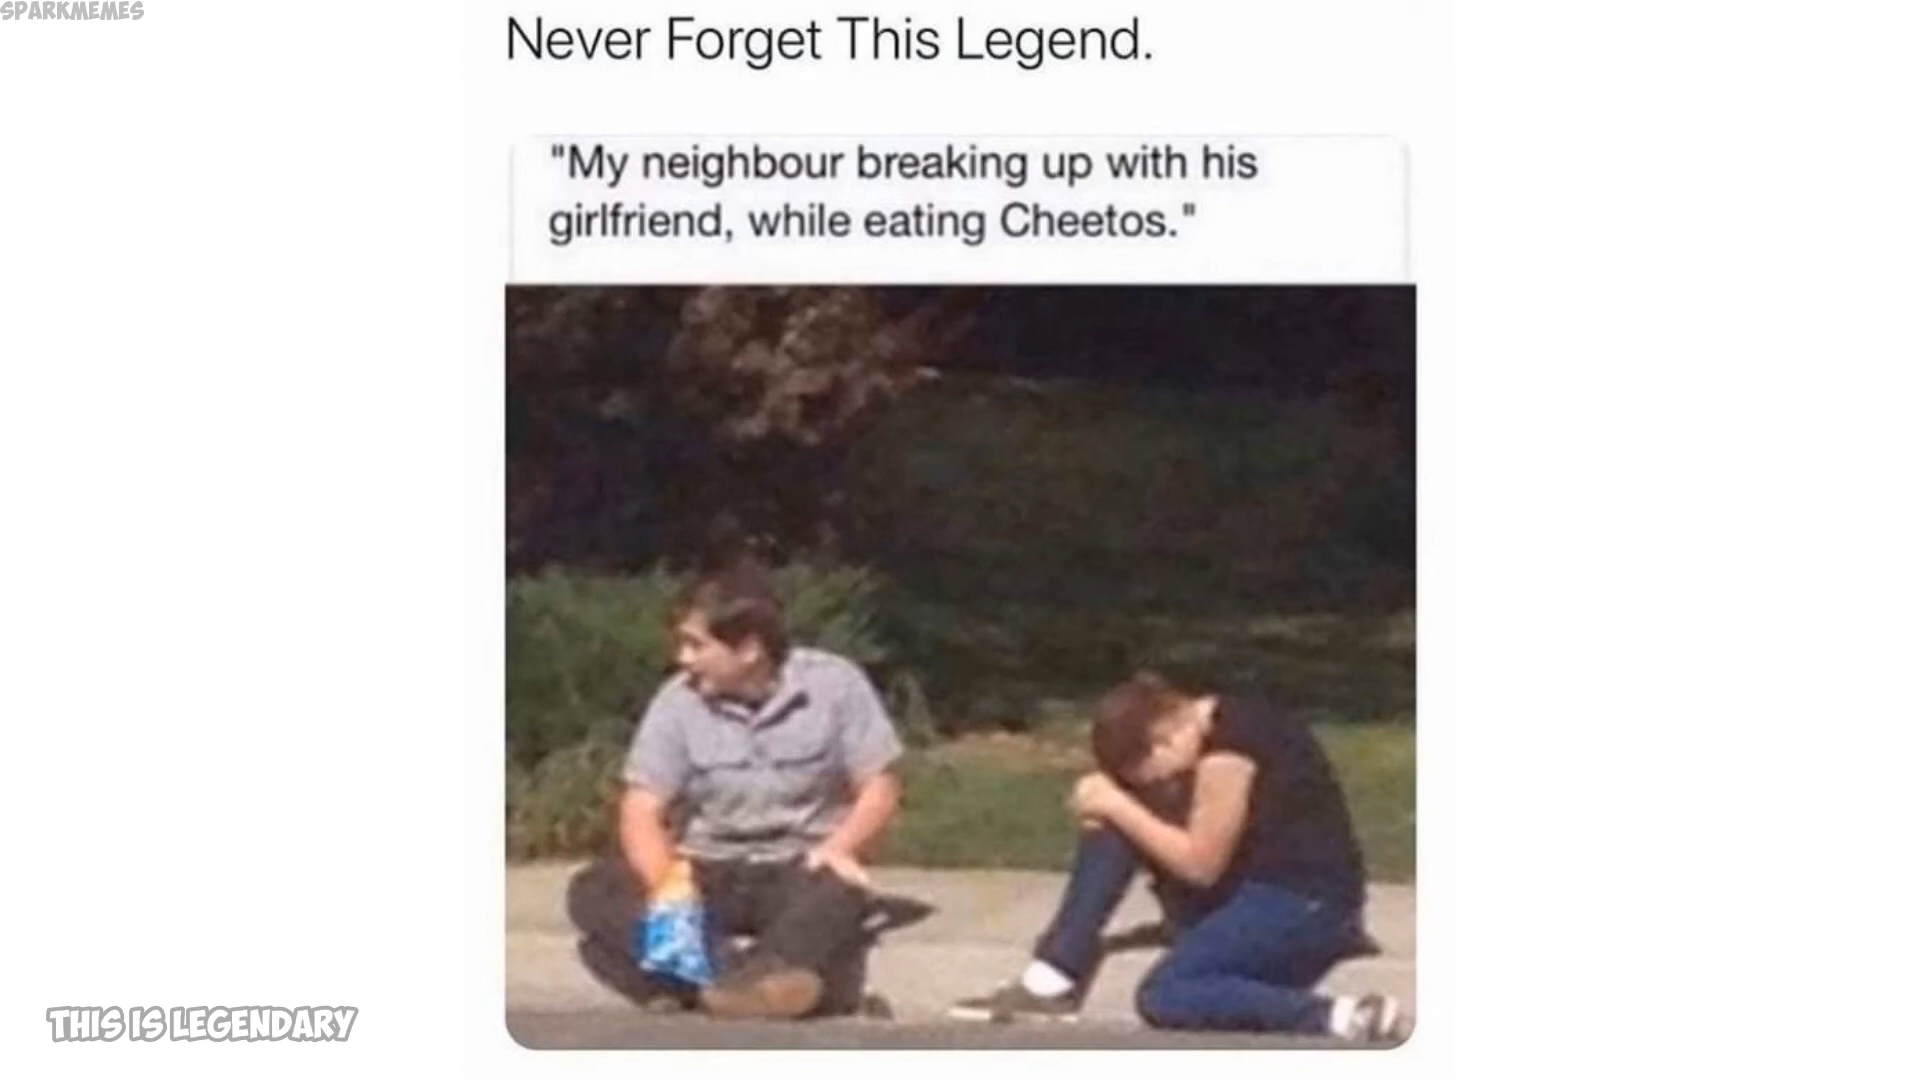 SPARKMEMES
Never Forget This Legend.
"My neighbour breaking up with his
girlfriend, while eating Cheetos."
THIS IS LEGENDARY